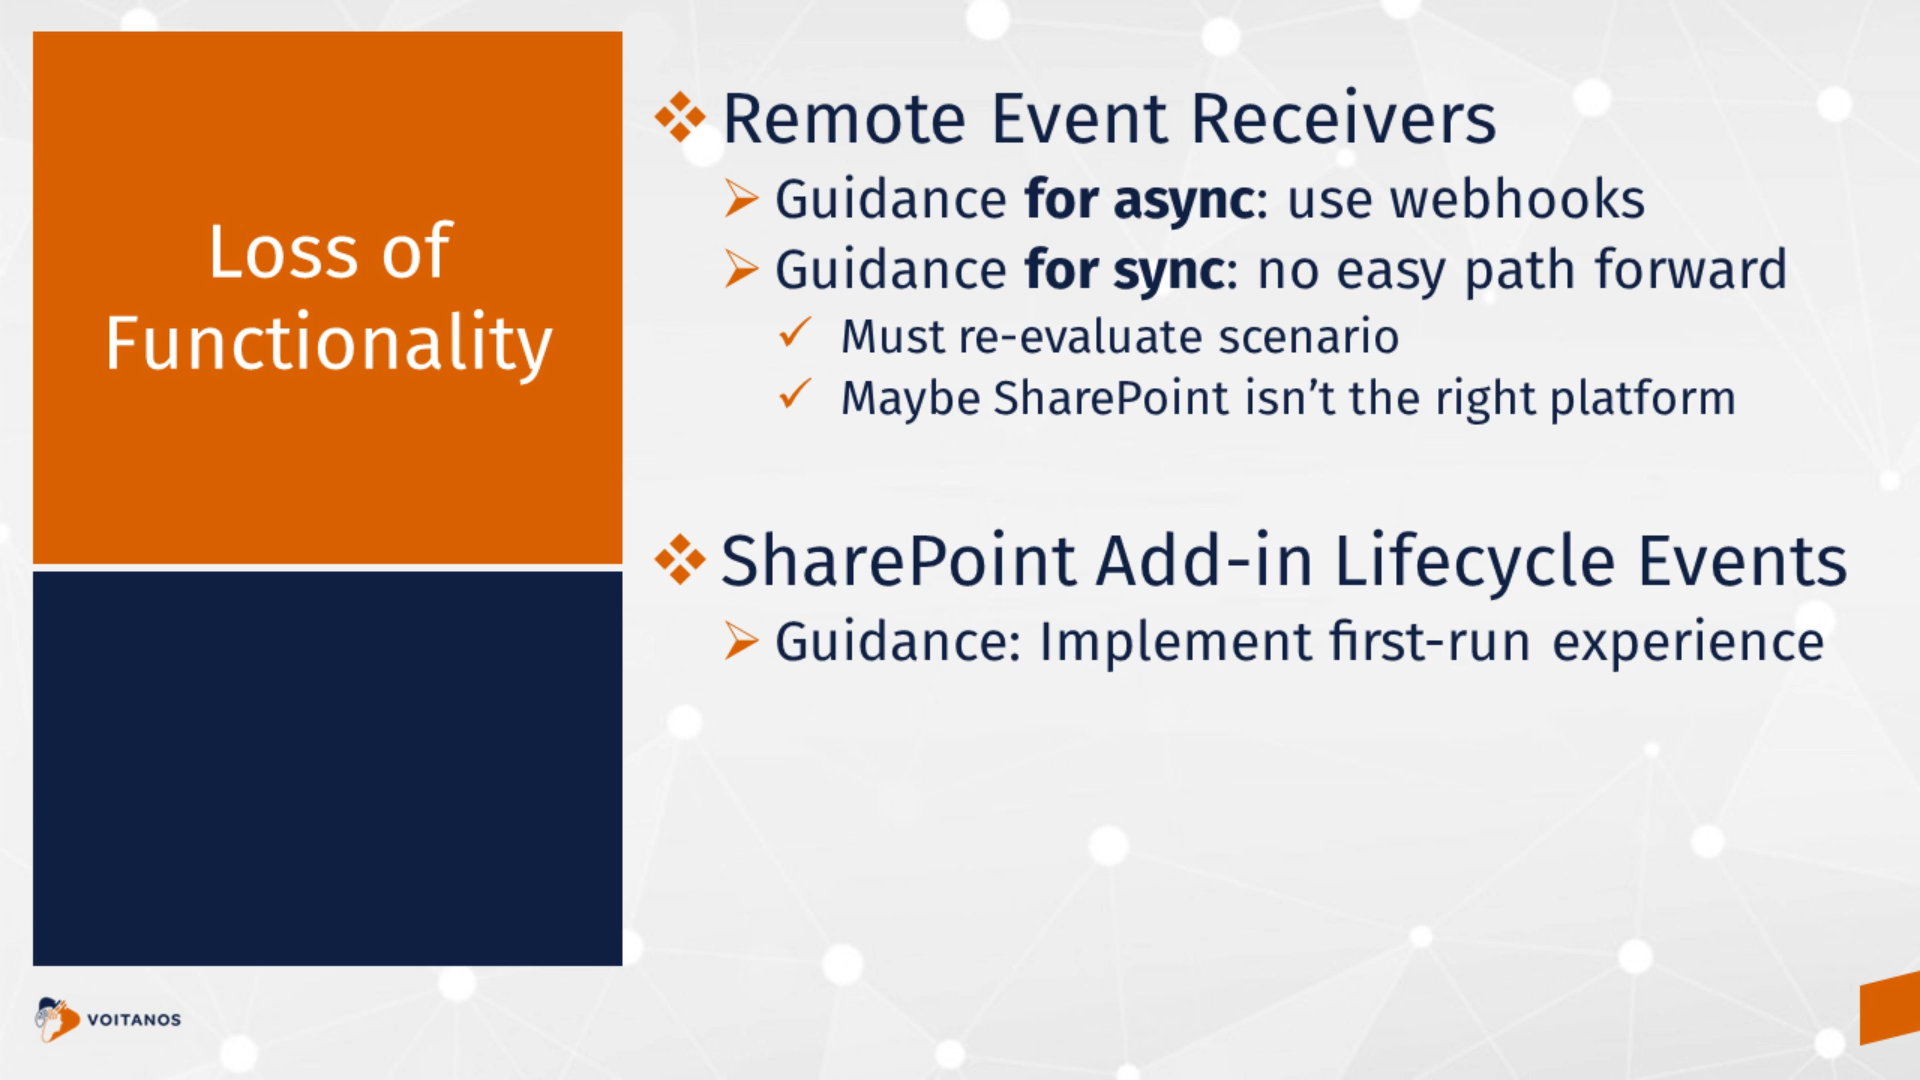 Loss of
Functionality
Remote Event Receivers
Guidance for async: use webhooks
Guidance for sync: no easy path forward
Must re-evaluate scenario
Maybe SharePoint isn’t the right platform
SharePoint Add-in Lifecycle Events
Guidance: Implement first-run experience
VOITANOS